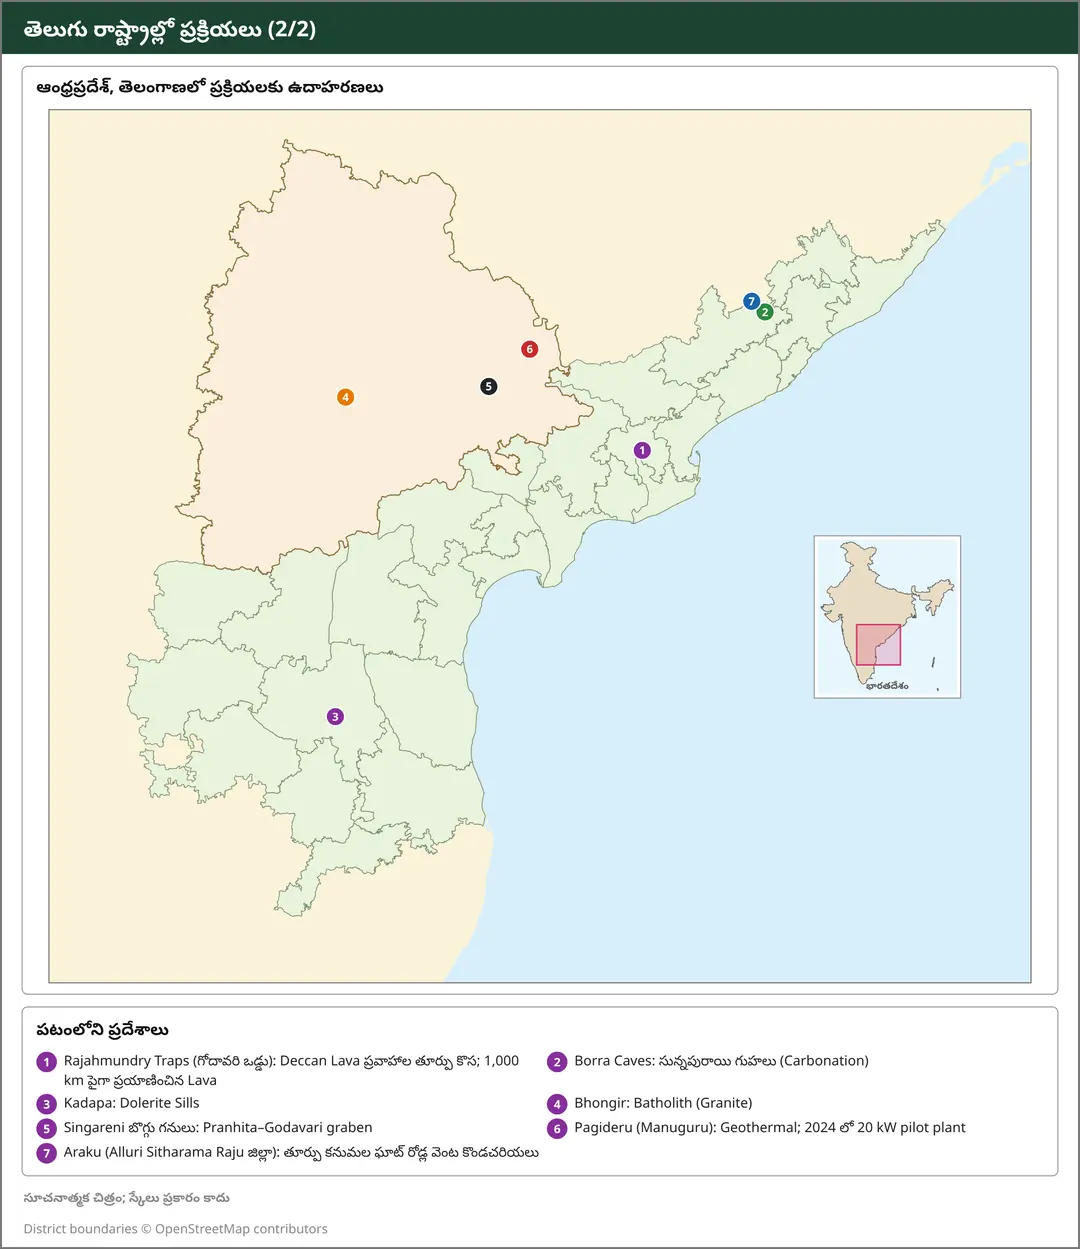 తెలుగు రాష్ట్రాల్లో ప్రక్రియలు (2/2)
ఆంధ్రప్రదేశ్, తెలంగాణలో ప్రక్రియలకు ఉదాహరణలు
7
2
6
5
4
1
3
భారతదేశం
పటంలోని ప్రదేశాలు
1 Rajahmundry Traps (గోదావరి ఒడ్డు): Deccan Lava ప్రవాహాల తూర్పు కొస; 1,000
km పైగా ప్రయాణించిన Lava
2 Borra Caves: సున్నపురాయి గుహలు (Carbonation)
3 Kadapa: Dolerite Sills
4 Bhongir: Batholith (Granite)
5 Singareni బొగ్గు గనులు: Pranhita–Godavari graben
6 Pagideru (Manuguru): Geothermal; 2024 లో 20 kW pilot plant
7 Araku (Alluri Sitharama Raju జిల్లా): తూర్పు కనుమల ఘాట్ రోడ్ల వెంట కొండచరియలు
సూచనాత్మక చిత్రం; స్కేలు ప్రకారం కాదు
District boundaries © OpenStreetMap contributors